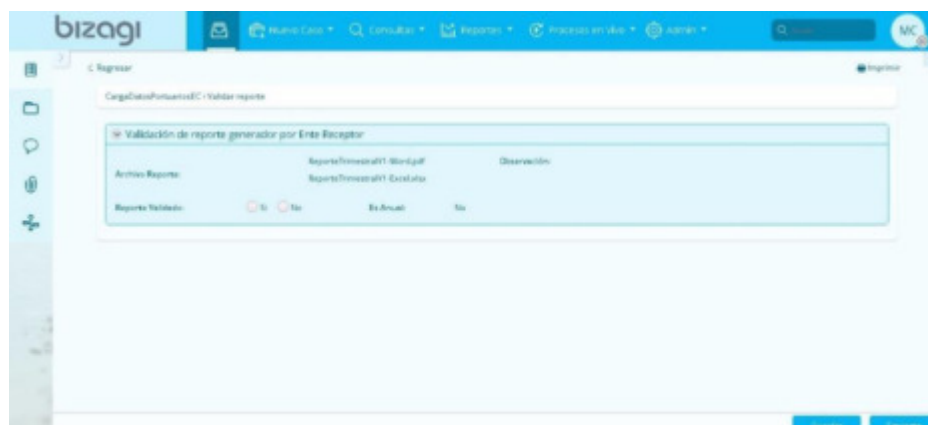 bizagi
Nuevo Caso
Consultas
Reportes
Procesos en Vivo
Admin
MC
Regresar
Imprimir
CargaDatosPortuariosEC › Validar reporte
Validación de reporte generador por Ente Receptor
Archivo Reporte:
ReporteTrimestralV1-Word.pdf
Observación:
ReporteTrimestralV1-Excel.xlsx
Reporte Validado:
Si
No
Es Anual:
No